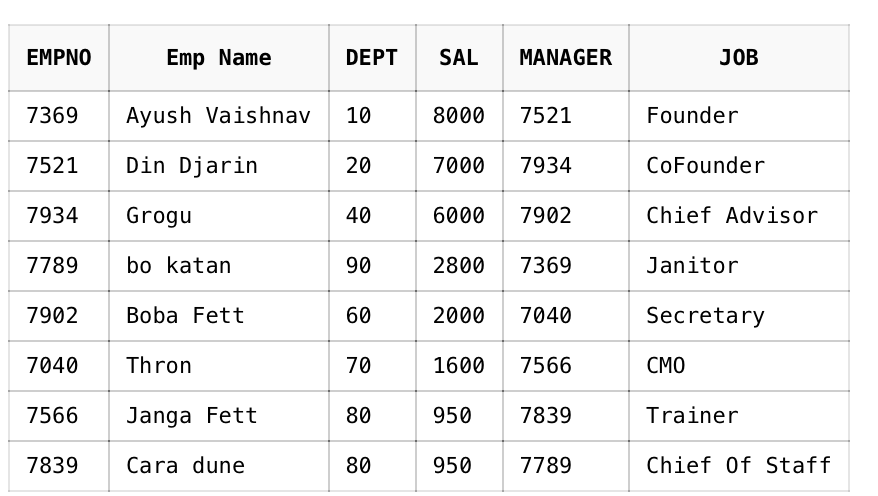 EMPNO Emp Name DEPT SAL MANAGER JOB
7369 Ayush Vaishnav 10 8000 7521 Founder
7521 Din Djarin 20 7000 7934 CoFounder
7934 Grogu 40 6000 7902 Chief Advisor
7789 bo katan 90 2800 7369 Janitor
7902 Boba Fett 60 2000 7040 Secretary
7040 Thron 70 1600 7566 CMO
7566 Janga Fett 80 950 7839 Trainer
7839 Cara dune 80 950 7789 Chief Of Staff